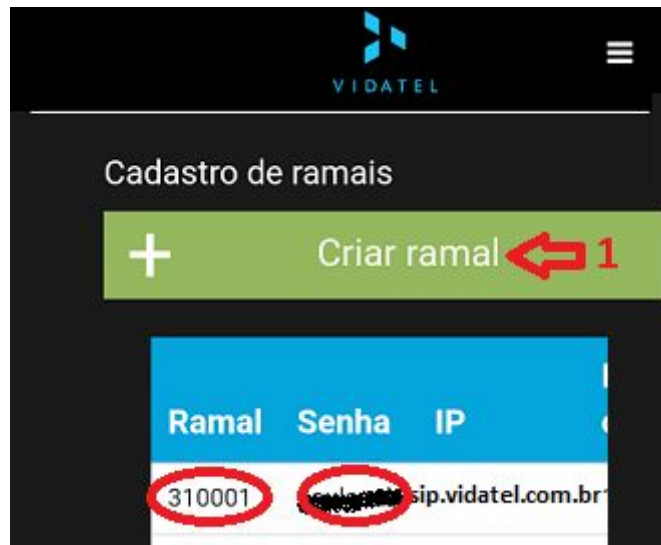 VIDATEL
Cadastro de ramais
+ Criar ramal 1
Ramal Senha IP
310001 sip.vidatel.com.br